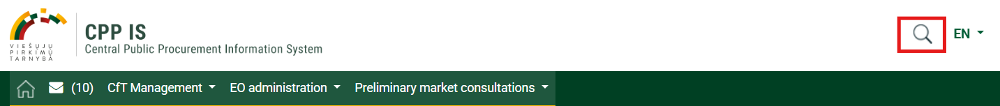 VIEŠŲJŲ
PIRKIMŲ
TARNYBA
CPP IS
Central Public Procurement Information System
EN
(10) CfT Management EO administration Preliminary market consultations